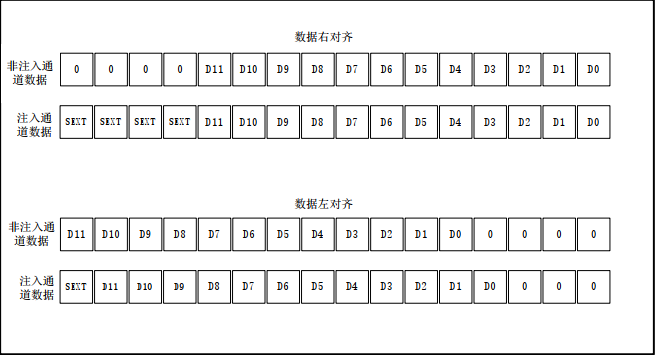 数据右对齐
非注入通
道数据
0 0 0 0 D11 D10 D9 D8 D7 D6 D5 D4 D3 D2 D1 D0
注入通
道数据
SEXT SEXT SEXT SEXT D11 D10 D9 D8 D7 D6 D5 D4 D3 D2 D1 D0
数据左对齐
非注入通
道数据
D11 D10 D9 D8 D7 D6 D5 D4 D3 D2 D1 D0 0 0 0 0
注入通
道数据
SEXT D11 D10 D9 D8 D7 D6 D5 D4 D3 D2 D1 D0 0 0 0